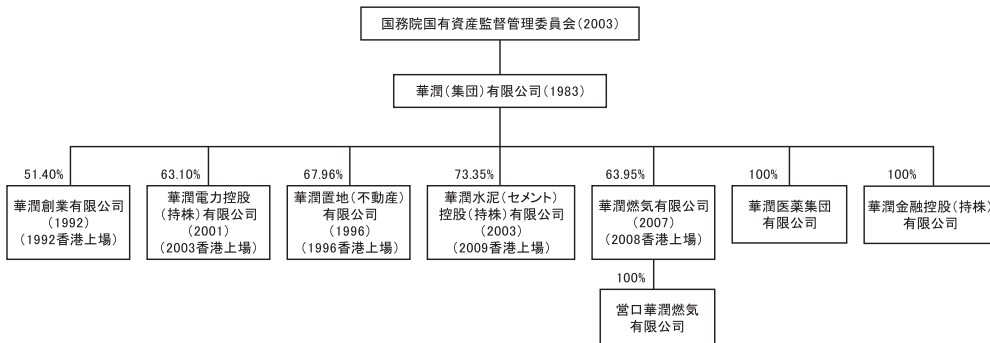 国務院国有資産監督管理委員会(2003)
華潤(集団)有限公司(1983)
51.40%
華潤創業有限公司
(1992)
(1992香港上場)
63.10%
華潤電力控股
(持株)有限公司
(2001)
(2003香港上場)
67.96%
華潤置地(不動産)
有限公司
(1996)
(1996香港上場)
73.35%
華潤水泥(セメント)
控股(持株)有限公司
(2003)
(2009香港上場)
63.95%
華潤燃気有限公司
(2007)
(2008香港上場)
100%
華潤医薬集団
有限公司
100%
華潤金融控股(持株)
有限公司
100%
営口華潤燃気
有限公司